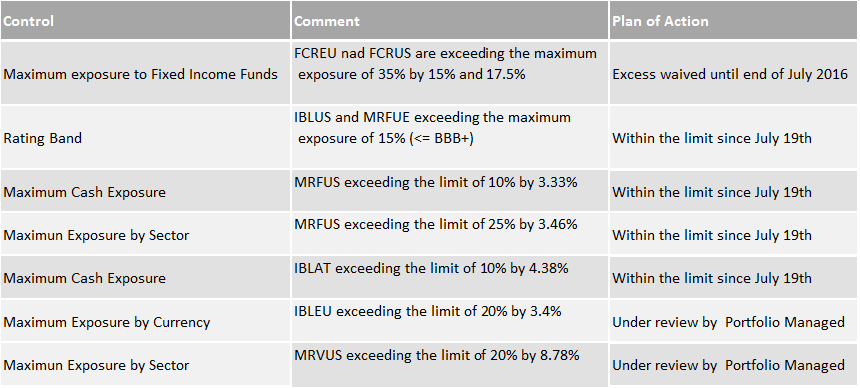 Control Comment Plan of Action
FCREU nad FCRUS are exceeding the maximum
Maximum exposure to Fixed Income Funds exposure of 35% by 15% and 17.5% Excess waived until end of July 2016
IBLUS and MRFUE exceeding the maximum
Rating Band exposure of 15% (<= BBB+) Within the limit since July 19th
Maximum Cash Exposure MRFUS exceeding the limit of 10% by 3.33% Within the limit since July 19th
Maximun Exposure by Sector MRFUS exceeding the limit of 25% by 3.46% Within the limit since July 19th
Maximum Cash Exposure IBLAT exceeding the limit of 10% by 4.38% Within the limit since July 19th
Maximum Exposure by Currency IBLEU exceeding the limit of 20% by 3.4% Under review by Portfolio Managed
Maximun Exposure by Sector MRVUS exceeding the limit of 20% by 8.78% Under review by Portfolio Managed